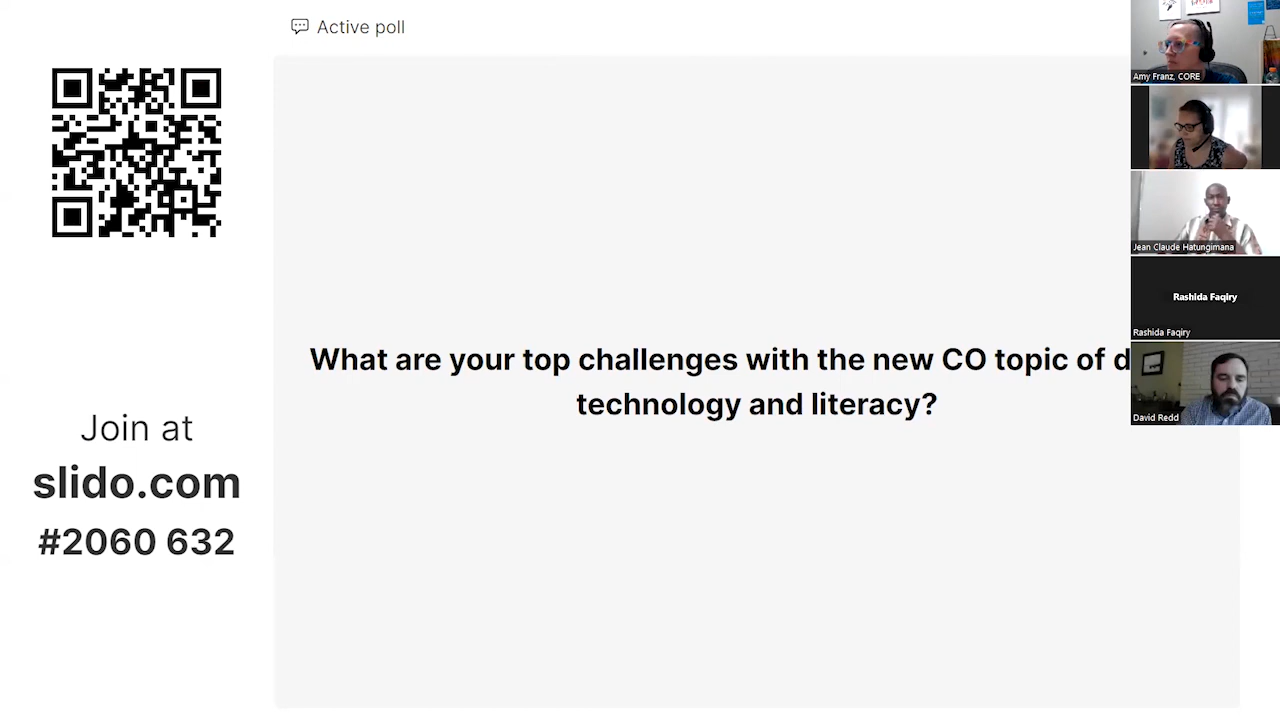 Active poll
What are your top challenges with the new CO topic of d
technology and literacy?
Join at
slido.com
#2060 632
Amy Franz, CORE
Jean Claude Hatungimana
Rashida Faqiry
Rashida Faqiry
David Redd